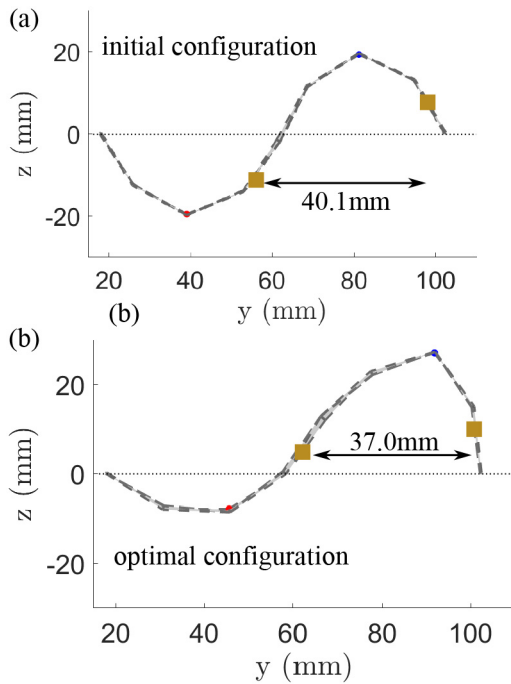 (a)
initial configuration
20
0
-20
z (mm)
40.1mm
20 40 60 80 100
(b)
y (mm)
(b)
20
0
-20
z (mm)
37.0mm
optimal configuration
20 40 60 80 100
y (mm)